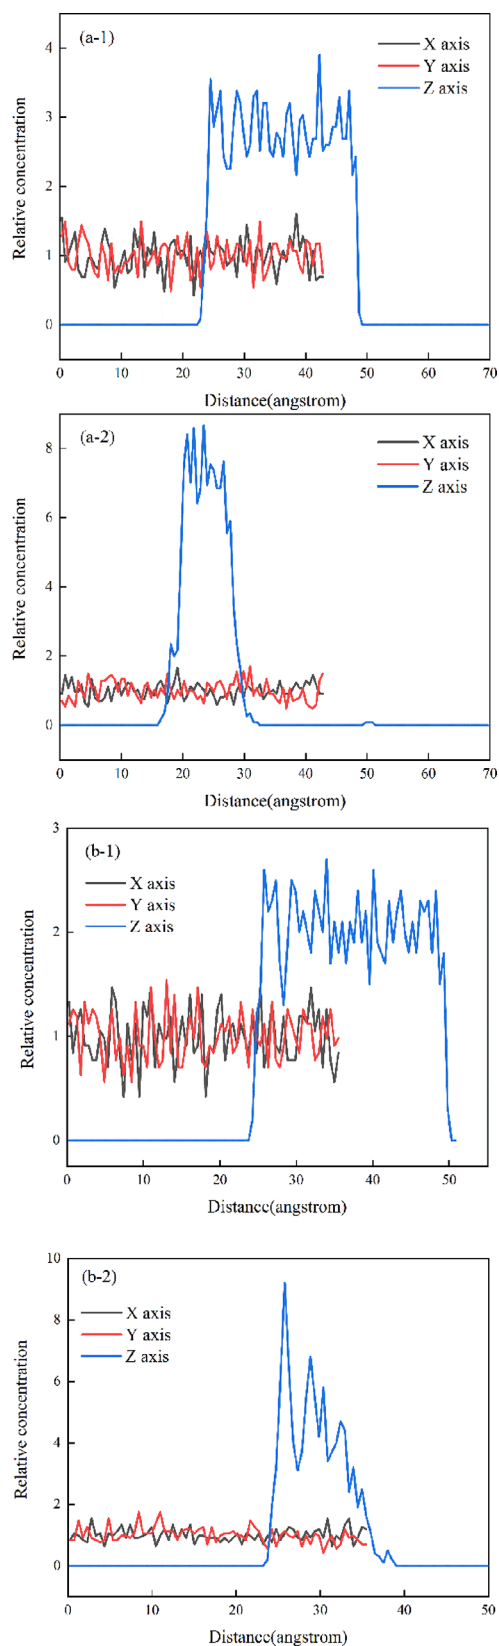 (a-1)
X axis
Y axis
Z axis
Relative concentration
4
3
2
1
0
0 10 20 30 40 50 60 70
Distance(angstrom)
(a-2)
X axis
Y axis
Z axis
Relative concentration
8
6
4
2
0
0 10 20 30 40 50 60 70
Distance(angstrom)
(b-1)
X axis
Y axis
Z axis
Relative concentration
3
2
1
0
0 10 20 30 40 50
Distance(angstrom)
(b-2)
X axis
Y axis
Z axis
Relative concentration
10
8
6
4
2
0
0 10 20 30 40 50
Distance(angstrom)